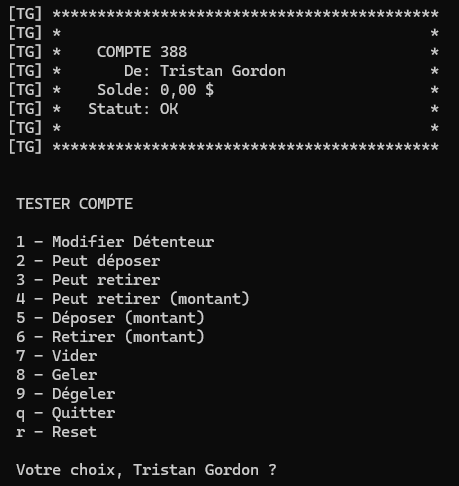 [TG] *******************************************
[TG] *                                         *
[TG] *    COMPTE 388                           *
[TG] *       De: Tristan Gordon                *
[TG] *    Solde: 0,00 $                        *
[TG] *   Statut: OK                            *
[TG] *                                         *
[TG] *******************************************
TESTER COMPTE
1 - Modifier Détenteur
2 - Peut déposer
3 - Peut retirer
4 - Peut retirer (montant)
5 - Déposer (montant)
6 - Retirer (montant)
7 - Vider
8 - Geler
9 - Dégeler
q - Quitter
r - Reset
Votre choix, Tristan Gordon ?